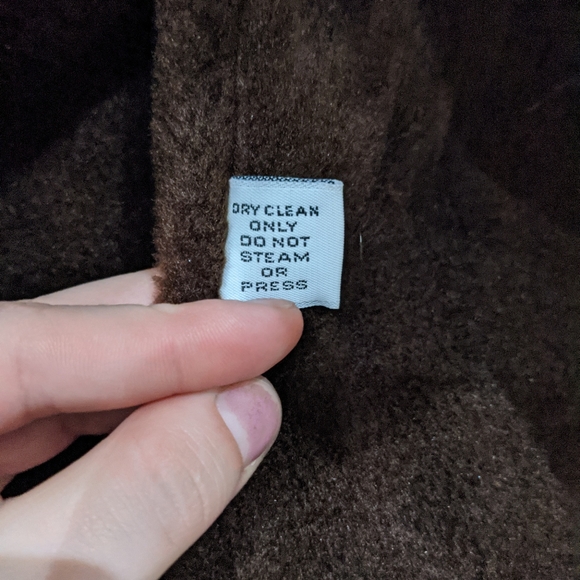 DRY CLEAN
ONLY
DO NOT
STEAM
OR
PRESS